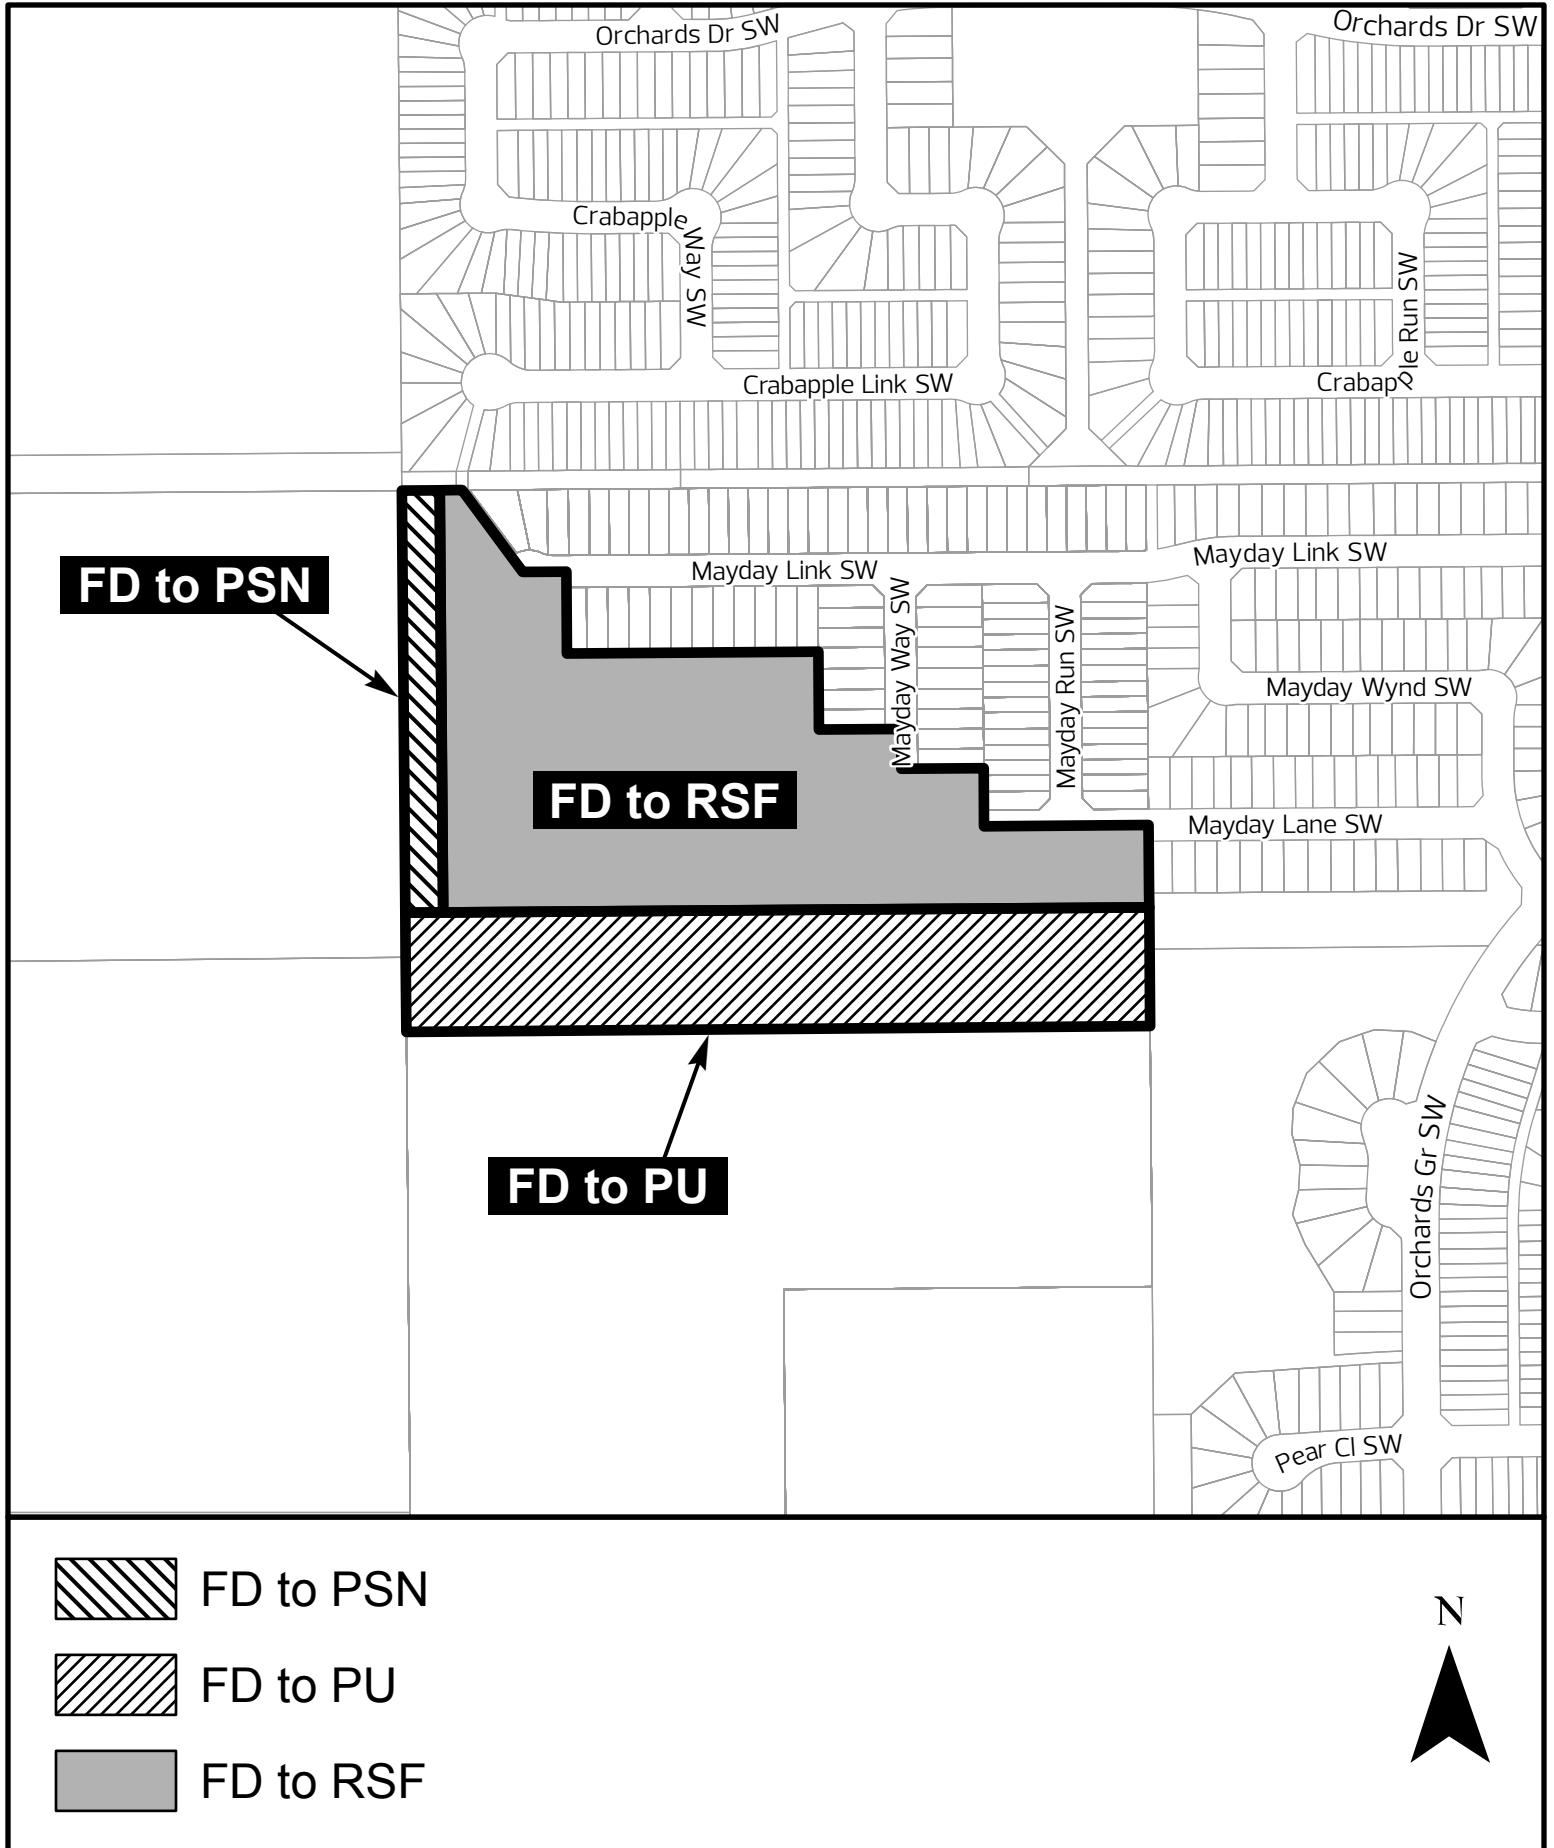 Orchards Dr SW
Orchards Dr SW
Crabapple Way SW
Crabapple Run SW
Crabapple Link SW
Mayday Link SW
Mayday Link SW
FD to PSN
Mayday Way SW
Mayday Run SW
Mayday Wynd SW
FD to RSF
Mayday Lane SW
FD to PU
Orchards Gr SW
Pear Cl SW
FD to PSN
FD to PU
FD to RSF
N